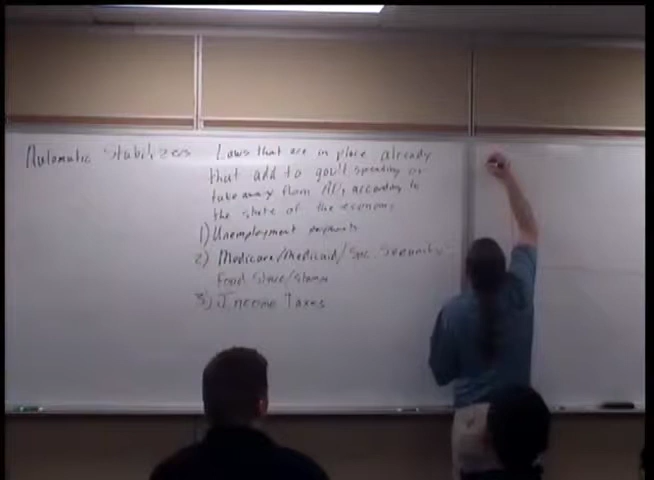 Automatic Stabilizers Laws that are in place already
that add to gov't spending or
take away from AD, according to
the state of the economy
1) Unemployment payments
2) Medicare/Medicaid/Soc. Security
Food Stamps
3) Income Taxes